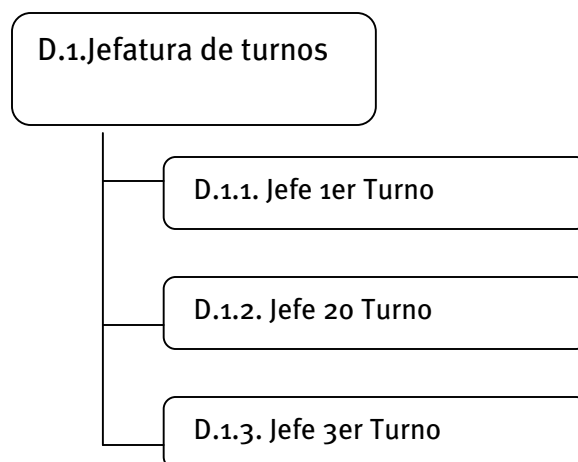 D.1.Jefatura de turnos
D.1.1. Jefe 1er Turno
D.1.2. Jefe 2o Turno
D.1.3. Jefe 3er Turno